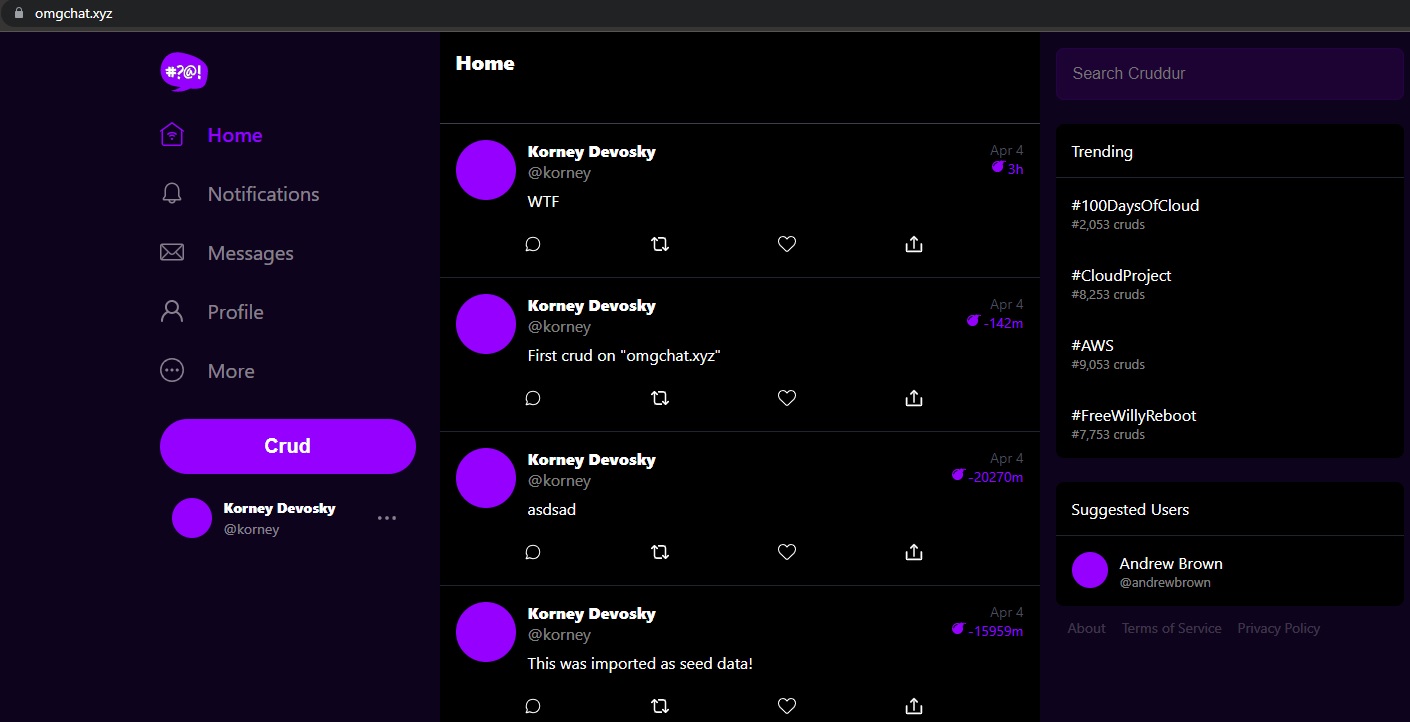 omgchat.xyz
#?@!
Home
Notifications
Messages
Profile
More
Crud
Korney Devosky
@korney
Home
Korney Devosky
@korney
Apr 4
3h
WTF
Korney Devosky
@korney
Apr 4
-142m
First crud on "omgchat.xyz"
Korney Devosky
@korney
Apr 4
-20270m
asdsad
Korney Devosky
@korney
Apr 4
-15959m
This was imported as seed data!
Search Cruddur
Trending
#100DaysOfCloud
#2,053 cruds
#CloudProject
#8,253 cruds
#AWS
#9,053 cruds
#FreeWillyReboot
#7,753 cruds
Suggested Users
Andrew Brown
@andrewbrown
About Terms of Service Privacy Policy